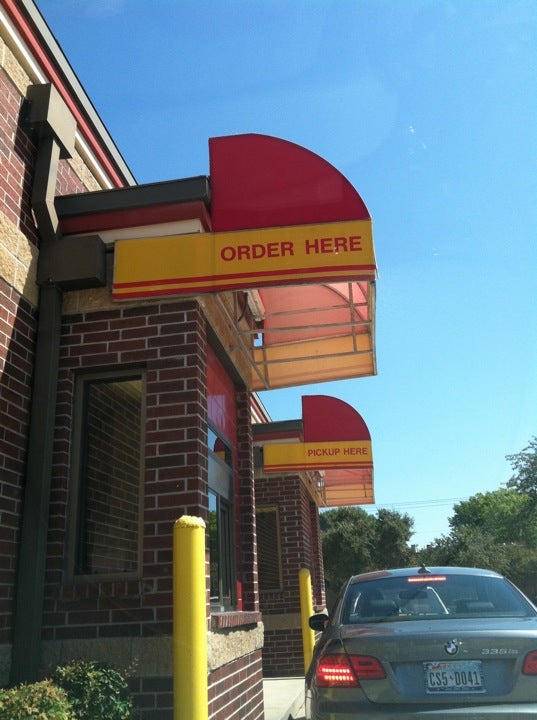 ORDER HERE
PICKUP HERE
335i
CS5 D041